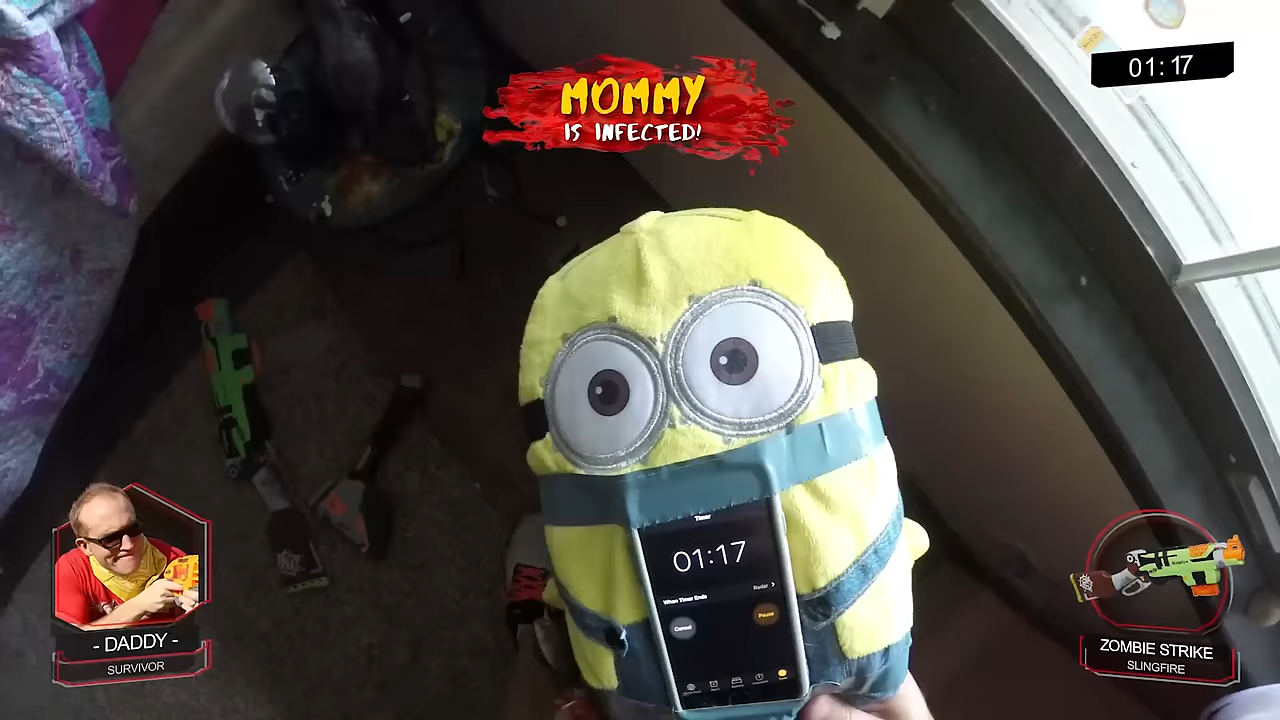 MOMMY
IS INFECTED!
01:17
Timer
01:17
When Timer Ends
Radar >
Cancel
Pause
- DADDY -
SURVIVOR
ZOMBIE STRIKE
SLINGFIRE